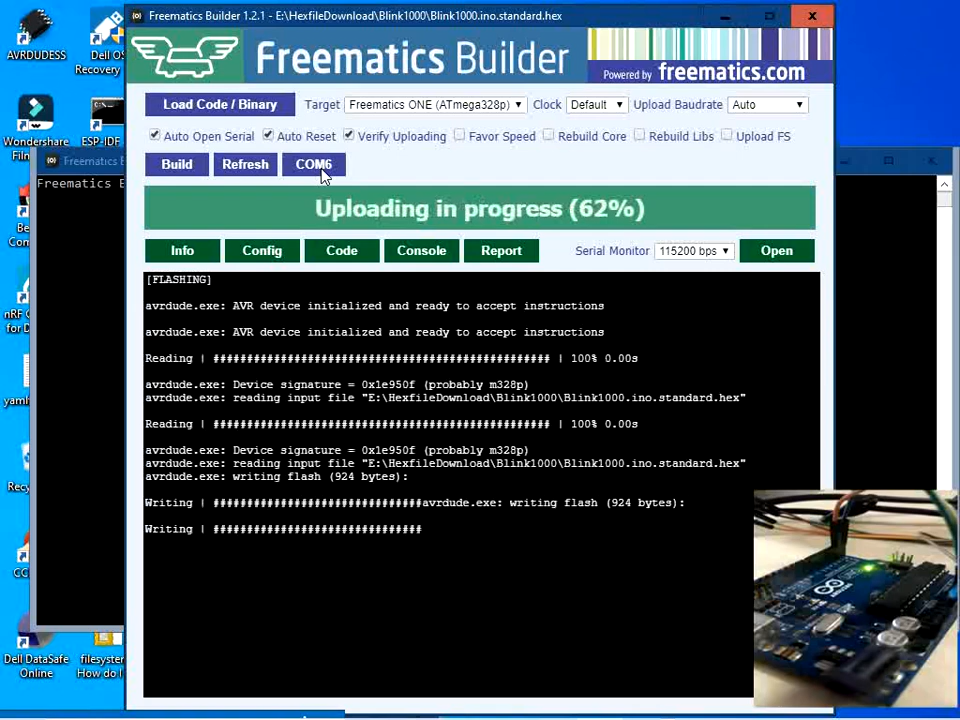 Freematics Builder 1.2.1 - E:\HexfileDownload\Blink1000\Blink1000.ino.standard.hex
Freematics Builder
Powered by freematics.com
Load Code / Binary
Target Freematics ONE (ATmega328p) Clock Default Upload Baudrate Auto
Auto Open Serial Auto Reset Verify Uploading Favor Speed Rebuild Core Rebuild Libs Upload FS
Build Refresh COM6
Uploading in progress (62%)
Info Config Code Console Report Serial Monitor 115200 bps Open
[FLASHING]
avrdude.exe: AVR device initialized and ready to accept instructions
avrdude.exe: AVR device initialized and ready to accept instructions
Reading | ################################################## | 100% 0.00s
avrdude.exe: Device signature = 0x1e950f (probably m328p)
avrdude.exe: reading input file "E:\HexfileDownload\Blink1000\Blink1000.ino.standard.hex"
Reading | ################################################## | 100% 0.00s
avrdude.exe: Device signature = 0x1e950f (probably m328p)
avrdude.exe: reading input file "E:\HexfileDownload\Blink1000\Blink1000.ino.standard.hex"
avrdude.exe: writing flash (924 bytes):
Writing | ###############################avrdude.exe: writing flash (924 bytes):
Writing | ###############################
AVRDUDESS
Dell OS
Recovery
Wondershare
ESP-IDF
Freematics
Freematics
Dell DataSafe
Online
filesystem
How do I
UNO
ARDUINO